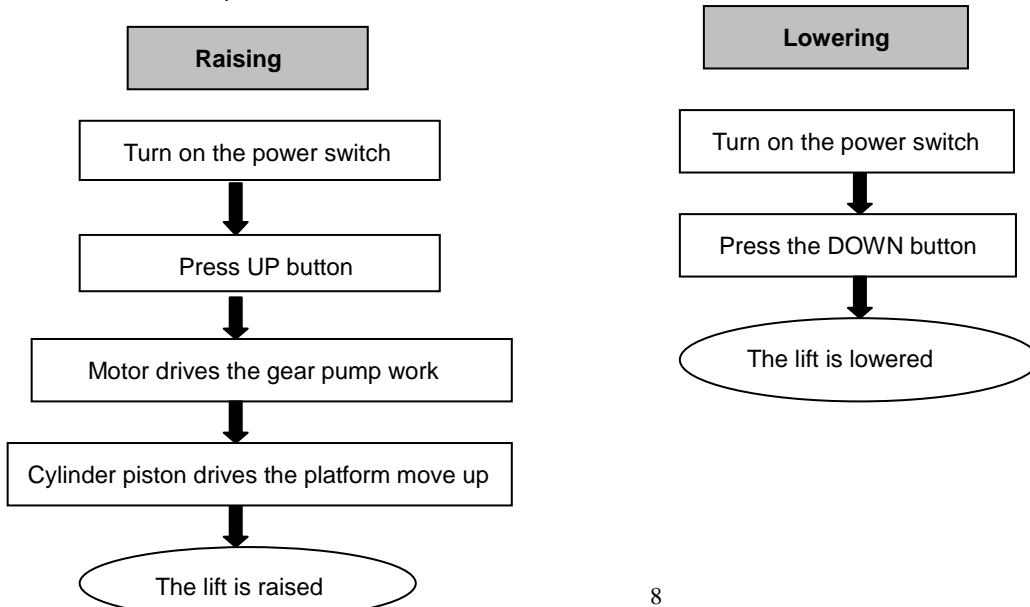 Raising
Turn on the power switch
Press UP button
Motor drives the gear pump work
Cylinder piston drives the platform move up
The lift is raised
Lowering
Turn on the power switch
Press the DOWN button
The lift is lowered
8